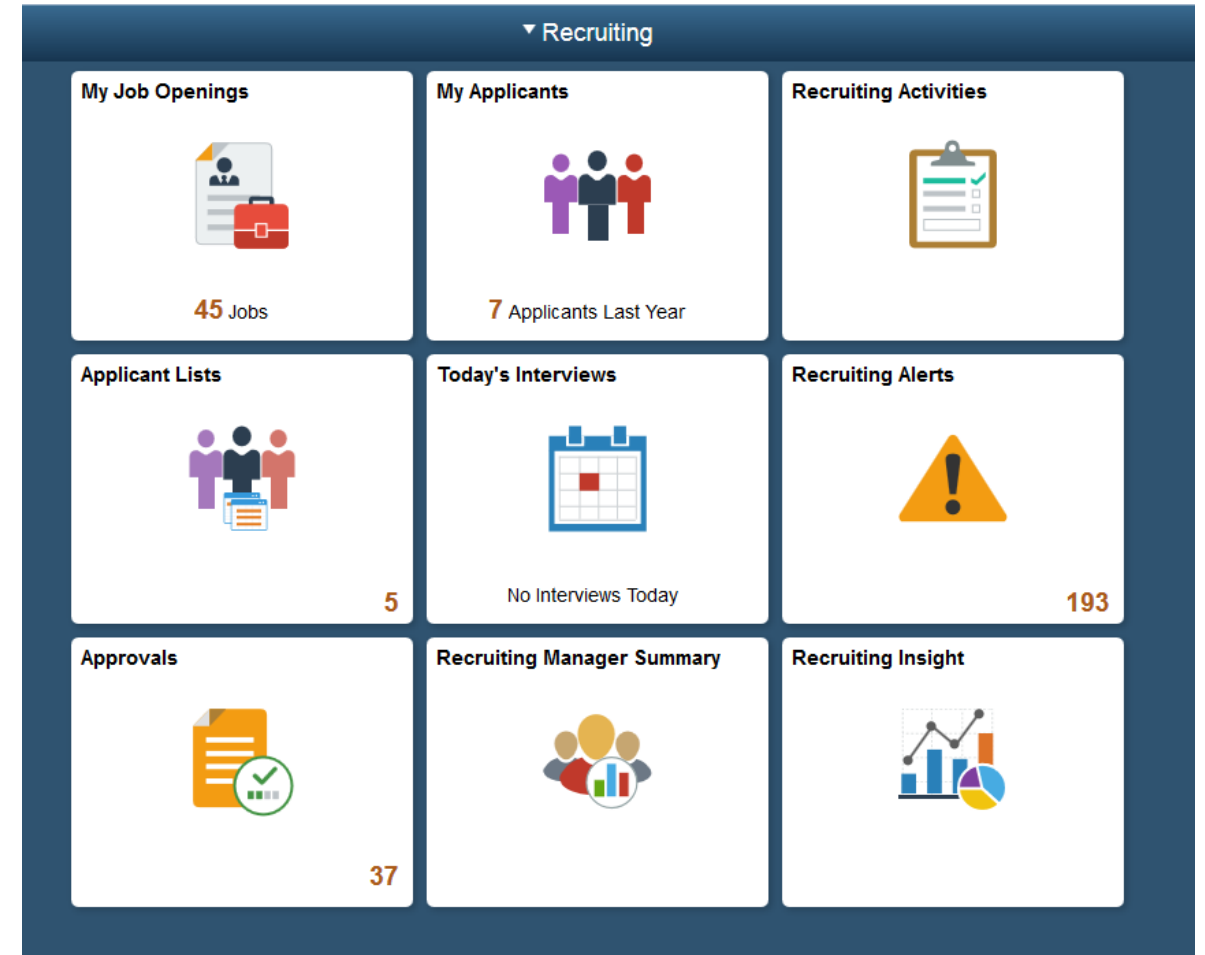 Recruiting
My Job Openings
45 Jobs
My Applicants
7 Applicants Last Year
Recruiting Activities
Applicant Lists
5
Today's Interviews
No Interviews Today
Recruiting Alerts
193
Approvals
37
Recruiting Manager Summary
Recruiting Insight